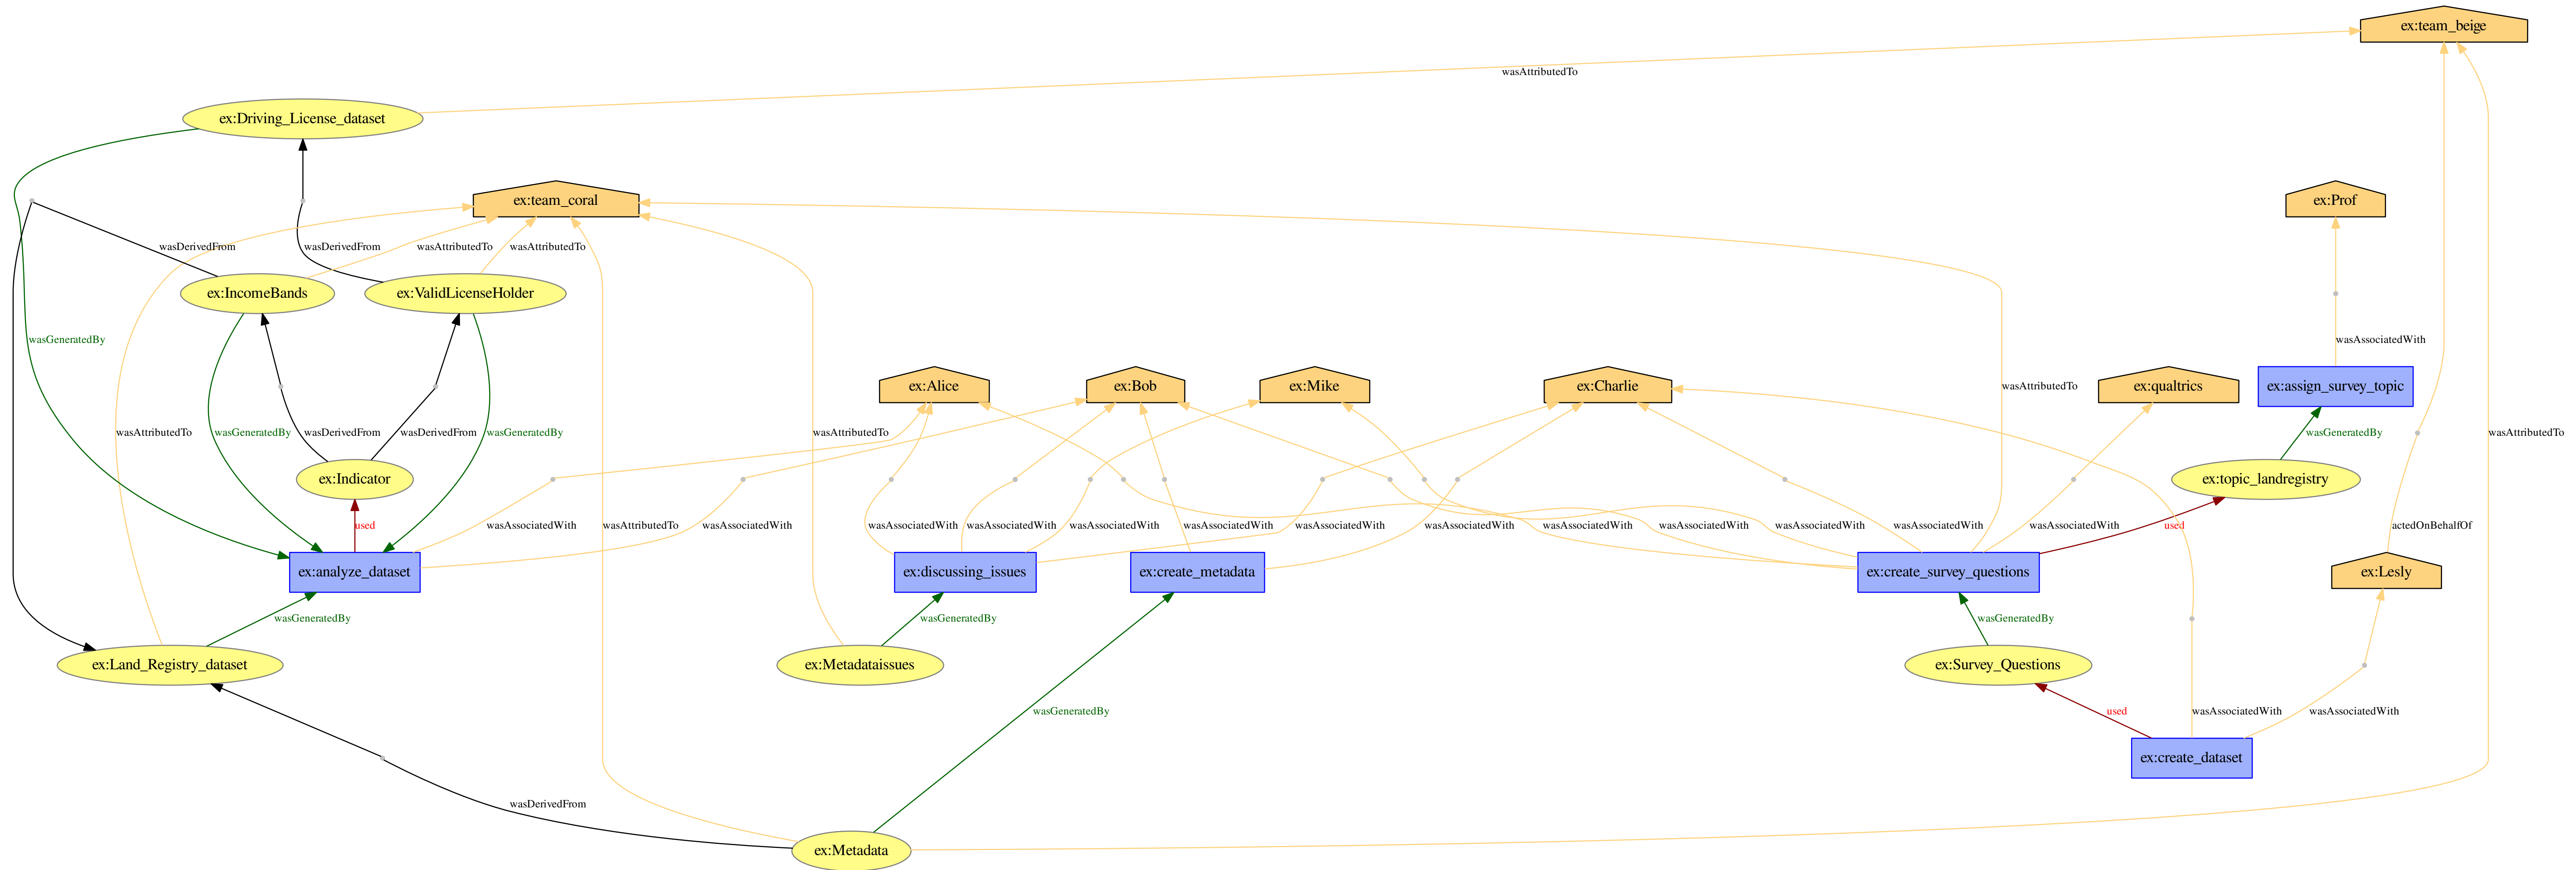 ex:team_beige
wasAttributedTo
ex:Driving_License_dataset
ex:team_coral
ex:Prof
wasDerivedFrom
wasDerivedFrom
wasAttributedTo
wasAttributedTo
ex:IncomeBands
ex:ValidLicenseHolder
wasGeneratedBy
wasAssociatedWith
ex:Alice
ex:Bob
ex:Mike
ex:Charlie
wasAttributedTo
ex:qualtrics
ex:assign_survey_topic
wasAttributedTo
wasGeneratedBy
wasDerivedFrom
wasDerivedFrom
wasGeneratedBy
wasAttributedTo
wasGeneratedBy
wasAttributedTo
ex:Indicator
ex:topic_landregistry
used
wasAssociatedWith
wasAttributedTo
wasAssociatedWith
wasAssociatedWith
wasAssociatedWith
wasAssociatedWith
wasAssociatedWith
wasAssociatedWith
wasAssociatedWith
wasAssociatedWith
wasAssociatedWith
wasAssociatedWith
wasAssociatedWith
wasAssociatedWith
used
actedOnBehalfOf
ex:analyze_dataset
ex:discussing_issues
ex:create_metadata
ex:create_survey_questions
ex:Lesly
wasGeneratedBy
wasGeneratedBy
wasGeneratedBy
ex:Land_Registry_dataset
ex:Metadataissues
ex:Survey_Questions
wasGeneratedBy
used
wasAssociatedWith
wasAssociatedWith
ex:create_dataset
wasDerivedFrom
ex:Metadata